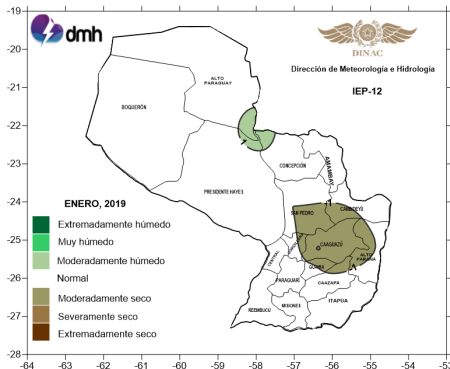 dmh
DINAC
Dirección de Meteorología e Hidrología
IEP-12
ALTO
PARAGUAY
BOQUERÓN
CONCEPCIÓN
AMAMBAY
PRESIDENTE HAYES
ENERO, 2019
SAN PEDRO
CANINDEYÚ
CAAGUAZÚ
CENTRAL
ALTO
PARANÁ
GUAIRÁ
PARAGUARÍ
CAAZAPÁ
MISIONES
ITAPÚA
ÑEEMBUCÚ
Extremadamente húmedo
Muy húmedo
Moderadamente húmedo
Normal
Moderadamente seco
Severamente seco
Extremadamente seco
-19
-20
-21
-22
-23
-24
-25
-26
-27
-28
-64 -63 -62 -61 -60 -59 -58 -57 -56 -55 -54 -53